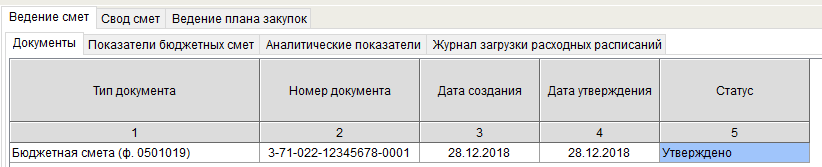 Ведение смет Свод смет Ведение плана закупок
Документы Показатели бюджетных смет Аналитические показатели Журнал загрузки расходных расписаний
Тип документа Номер документа Дата создания Дата утверждения Статус
1 2 3 4 5
Бюджетная смета (ф. 0501019) 3-71-022-12345678-0001 28.12.2018 28.12.2018 Утверждено